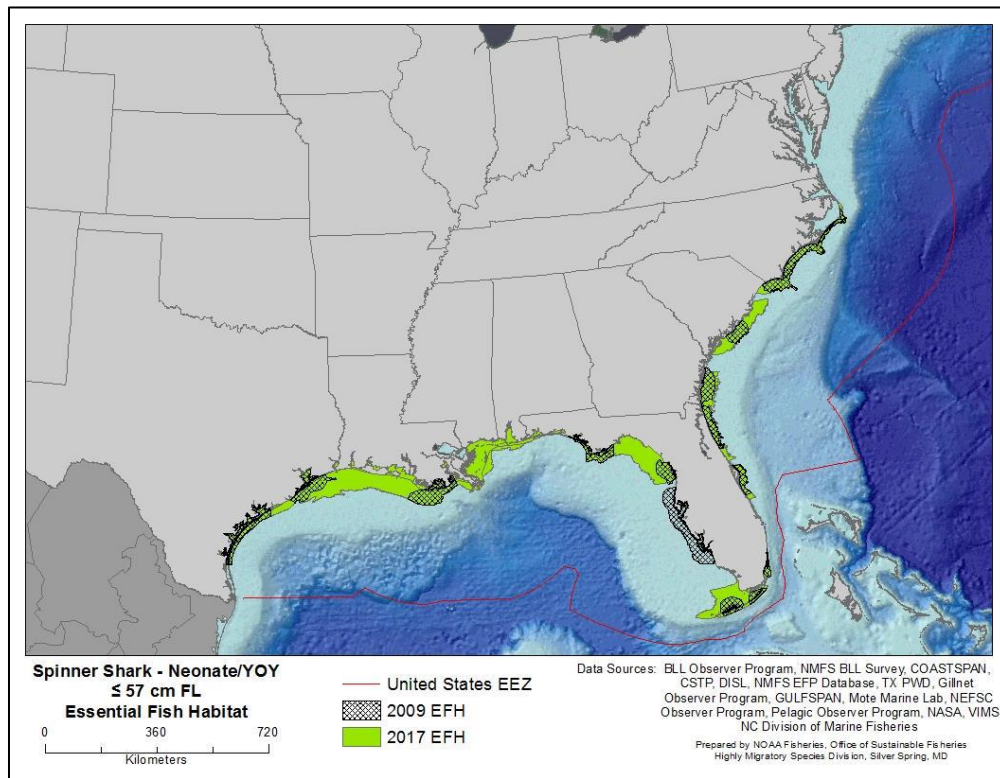 Spinner Shark - Neonate/YOY
≤ 57 cm FL
Essential Fish Habitat
0 360 720
Kilometers
United States EEZ
2009 EFH
2017 EFH
Data Sources: BLL Observer Program, NMFS BLL Survey, COASTSPAN,
CSTP, DISL, NMFS EFP Database, TX PWD, Gillnet
Observer Program, GULFSPAN, Mote Marine Lab, NEFSC
Observer Program, Pelagic Observer Program, NASA, VIMS
NC Division of Marine Fisheries
Prepared by NOAA Fisheries, Office of Sustainable Fisheries
Highly Migratory Species Division, Silver Spring, MD